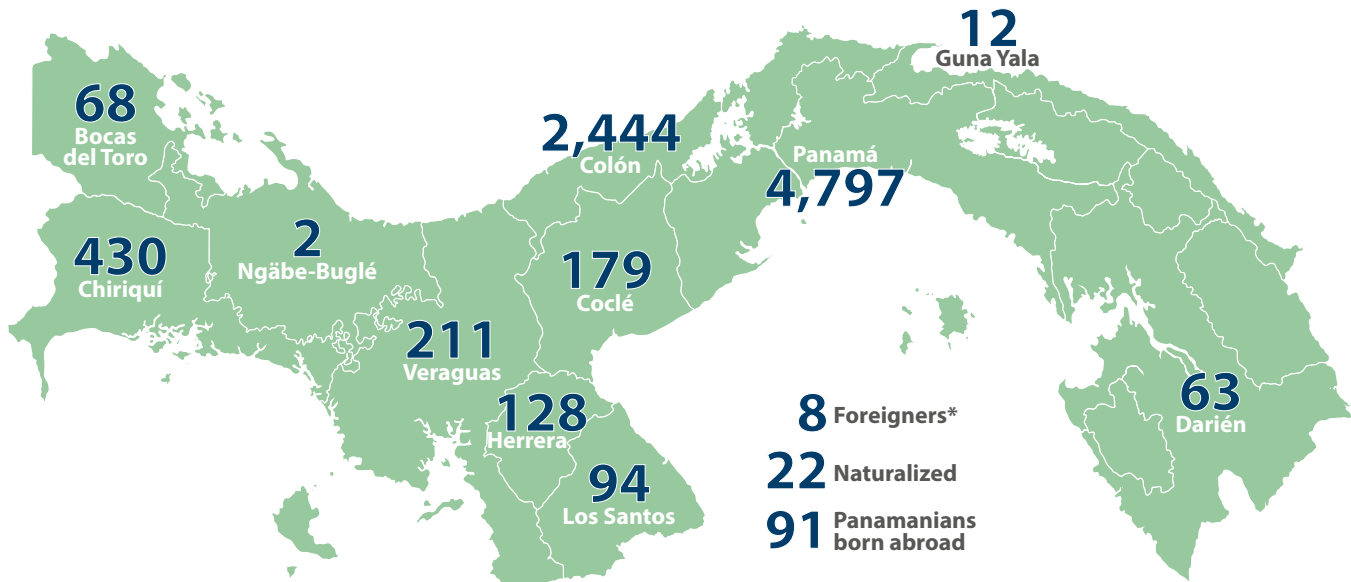 12
Guna Yala
68
Bocas
del Toro
2,444
Colón
Panamá
4,797
430
Chiriquí
2
Ngäbe-Buglé
179
Coclé
211
Veraguas
128
Herrera
94
Los Santos
63
Darién
8 Foreigners*
22 Naturalized
91 Panamanians
born abroad